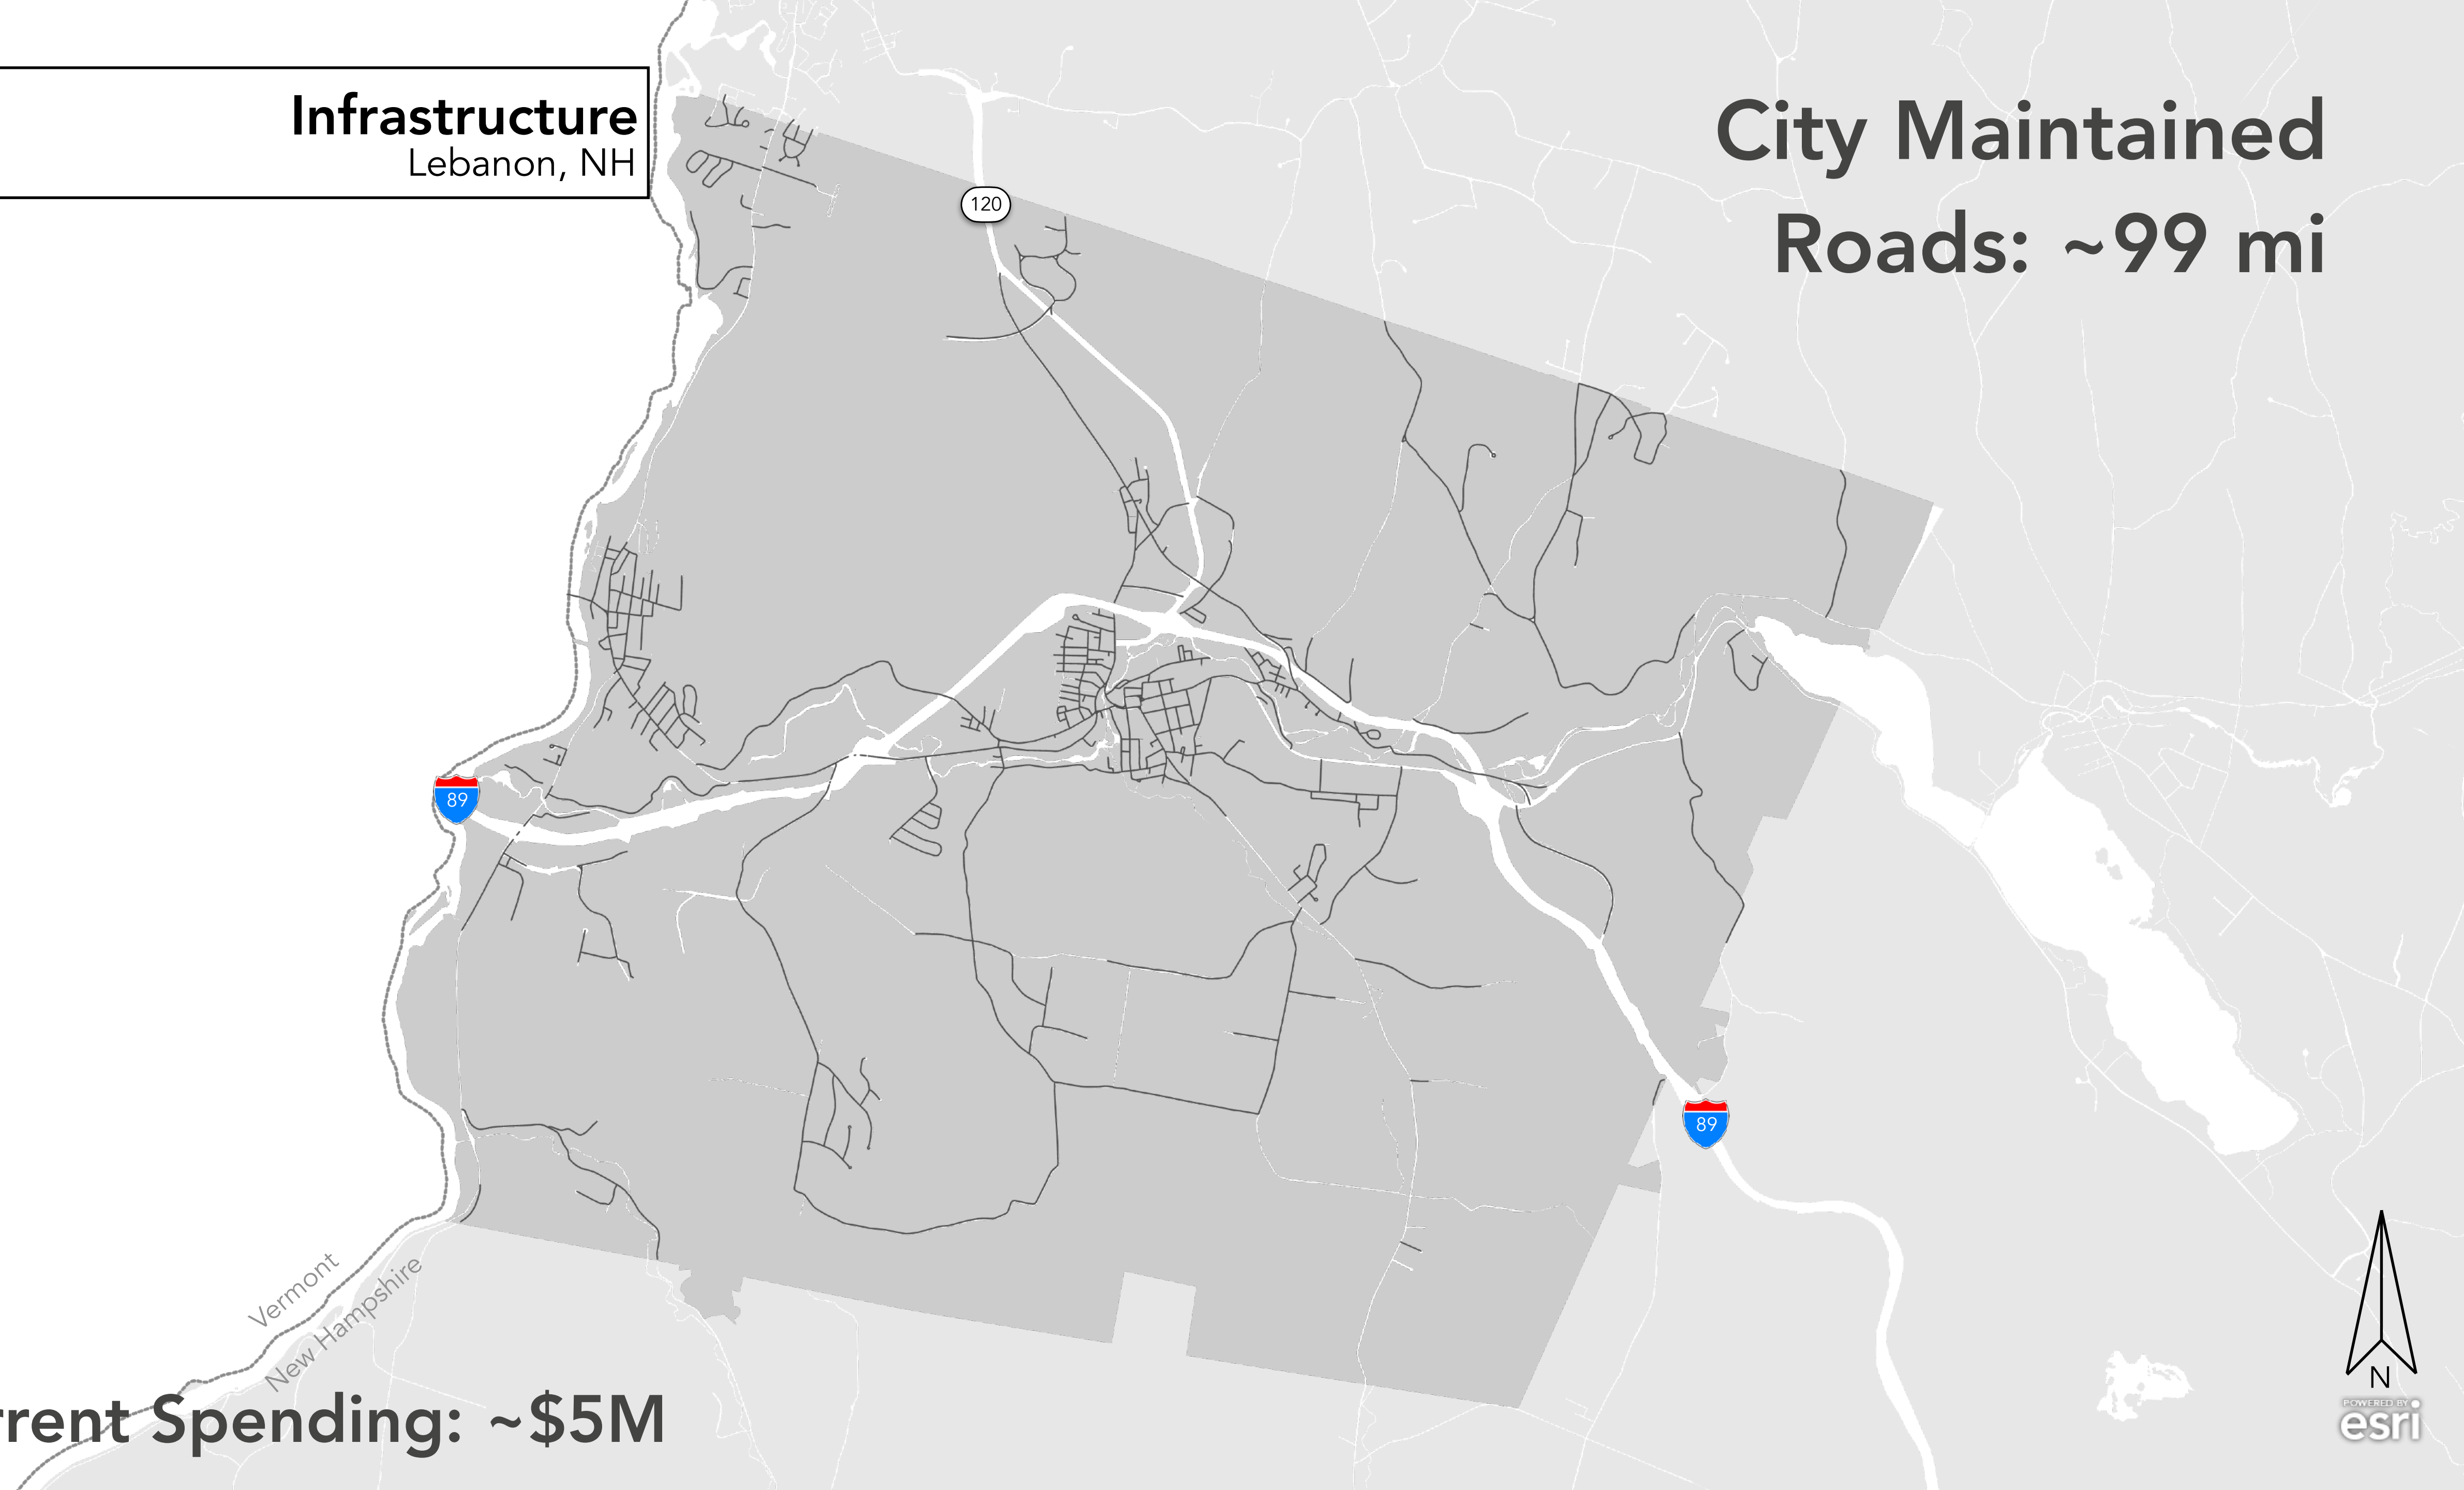 Infrastructure
Lebanon, NH
City Maintained
Roads: ~99 mi
120
89
89
Vermont
New Hampshire
Spending: ~$5M
N
POWERED BY
esri